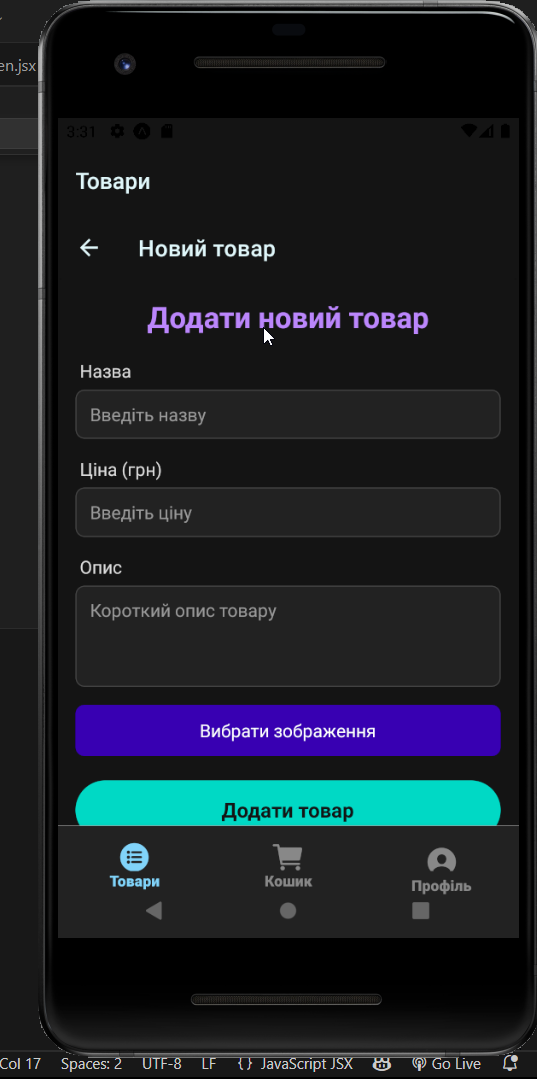 en.jsx
3:31
Товари
Новий товар
Додати новий товар
Назва
Введіть назву
Ціна (грн)
Введіть ціну
Опис
Короткий опис товару
Вибрати зображення
Додати товар
Товари
Кошик
Профіль
Col 17 Spaces: 2 UTF-8 LF {} JavaScript JSX Go Live